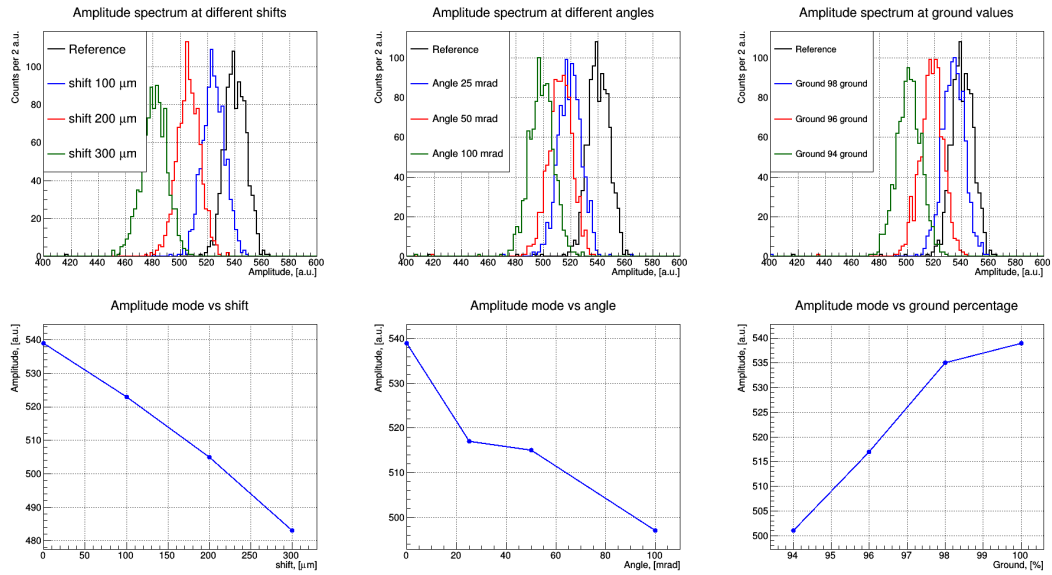 Amplitude spectrum at different shifts
Counts per 2 a.u.
Reference
shift 100 μm
shift 200 μm
shift 300 μm
100
80
60
40
20
0
400 420 440 460 480 500 520 540 560 580 600
Amplitude, [a.u.]
Amplitude spectrum at different angles
Counts per 2 a.u.
Reference
Angle 25 mrad
Angle 50 mrad
Angle 100 mrad
100
80
60
40
20
0
400 420 440 460 480 500 520 540 560 580 600
Amplitude, [a.u.]
Amplitude spectrum at ground values
Counts per 2 a.u.
Reference
Ground 98 ground
Ground 96 ground
Ground 94 ground
100
80
60
40
20
0
400 420 440 460 480 500 520 540 560 580 600
Amplitude, [a.u.]
Amplitude mode vs shift
Amplitude, [a.u.]
540
530
520
510
500
490
480
0 50 100 150 200 250 300
shift, [μm]
Amplitude mode vs angle
Amplitude, [a.u.]
540
530
520
510
500
0 20 40 60 80 100
Angle, [mrad]
Amplitude mode vs ground percentage
Amplitude, [a.u.]
540
535
530
525
520
515
510
505
500
94 95 96 97 98 99 100
Ground, [%]